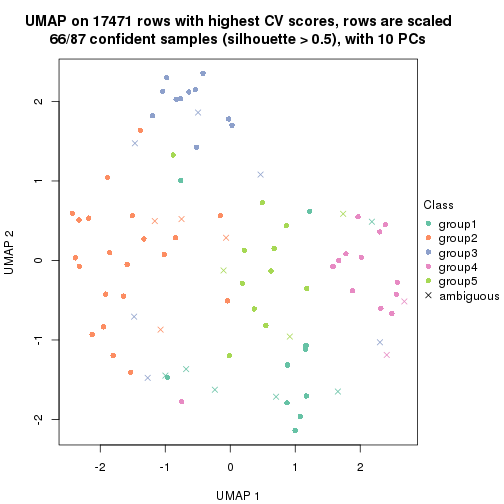 UMAP on 17471 rows with highest CV scores, rows are scaled
66/87 confident samples (silhouette > 0.5), with 10 PCs
UMAP 2
2
1
0
-1
-2
-2
-1
0
1
2
UMAP 1
Class
group1
group2
group3
group4
group5
ambiguous